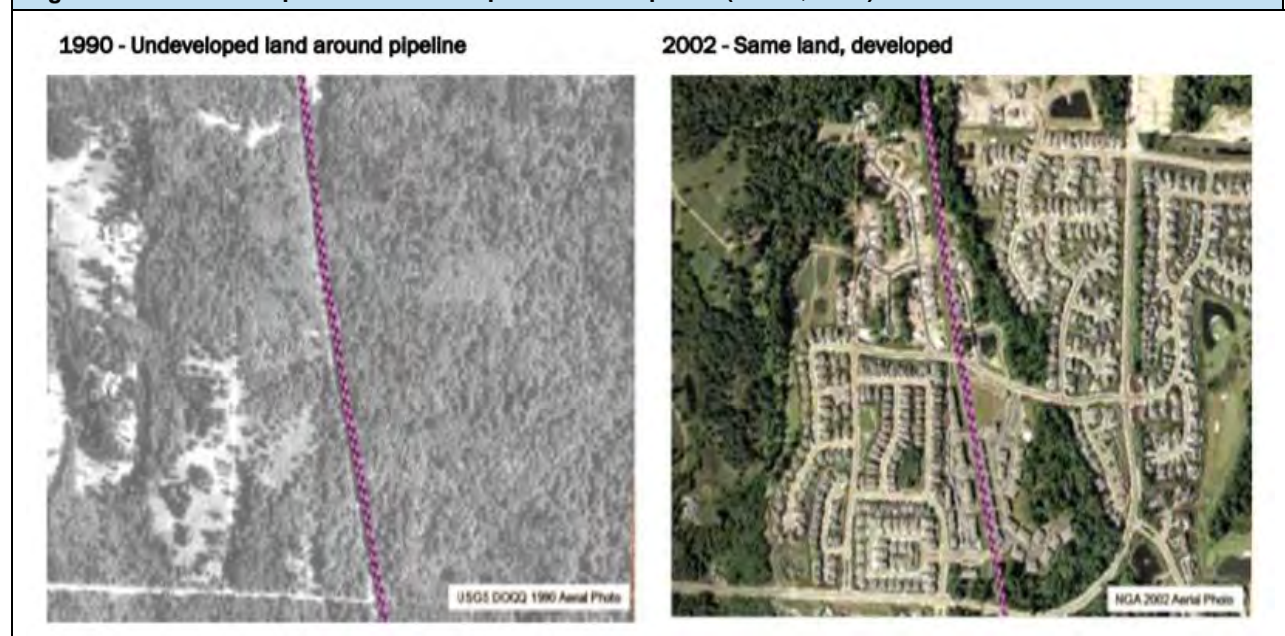 1990 - Undeveloped land around pipeline
2002 - Same land, developed
USGS DOQQ 1990 Aerial Photo
NGA 2002 Aerial Photo